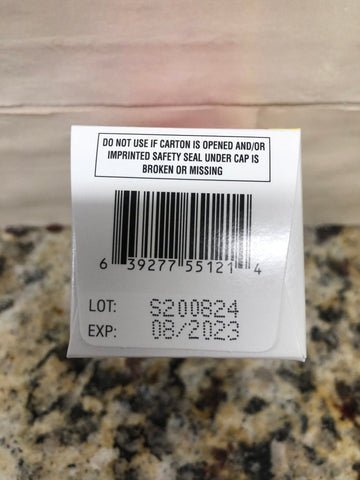 DO NOT USE IF CARTON IS OPENED AND/OR
IMPRINTED SAFETY SEAL UNDER CAP IS
BROKEN OR MISSING
6 39277 55121 4
LOT: S200824
EXP: 08/2023